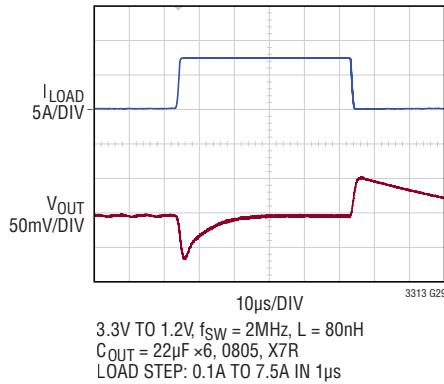 I LOAD
5A/DIV
VOUT
50mV/DIV
3313 G29
10µs/DIV
3.3V TO 1.2V, fSW = 2MHz, L = 80nH
COUT = 22µF ×6, 0805, X7R
LOAD STEP: 0.1A TO 7.5A IN 1µs